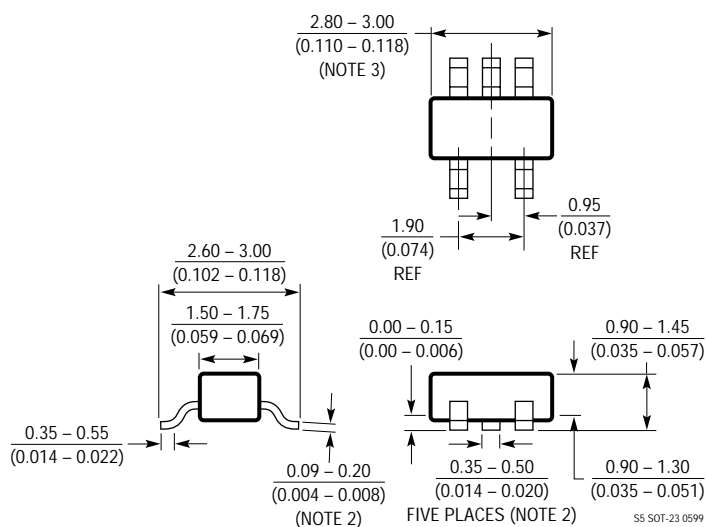 2.80 – 3.00
(0.110 – 0.118)
(NOTE 3)
1.90
(0.074)
REF
0.95
(0.037)
REF
2.60 – 3.00
(0.102 – 0.118)
1.50 – 1.75
(0.059 – 0.069)
0.00 – 0.15
(0.00 – 0.006)
0.90 – 1.45
(0.035 – 0.057)
0.35 – 0.55
(0.014 – 0.022)
0.09 – 0.20
(0.004 – 0.008)
(NOTE 2)
0.35 – 0.50
(0.014 – 0.020)
FIVE PLACES (NOTE 2)
0.90 – 1.30
(0.035 – 0.051)
S5 SOT-23 0599